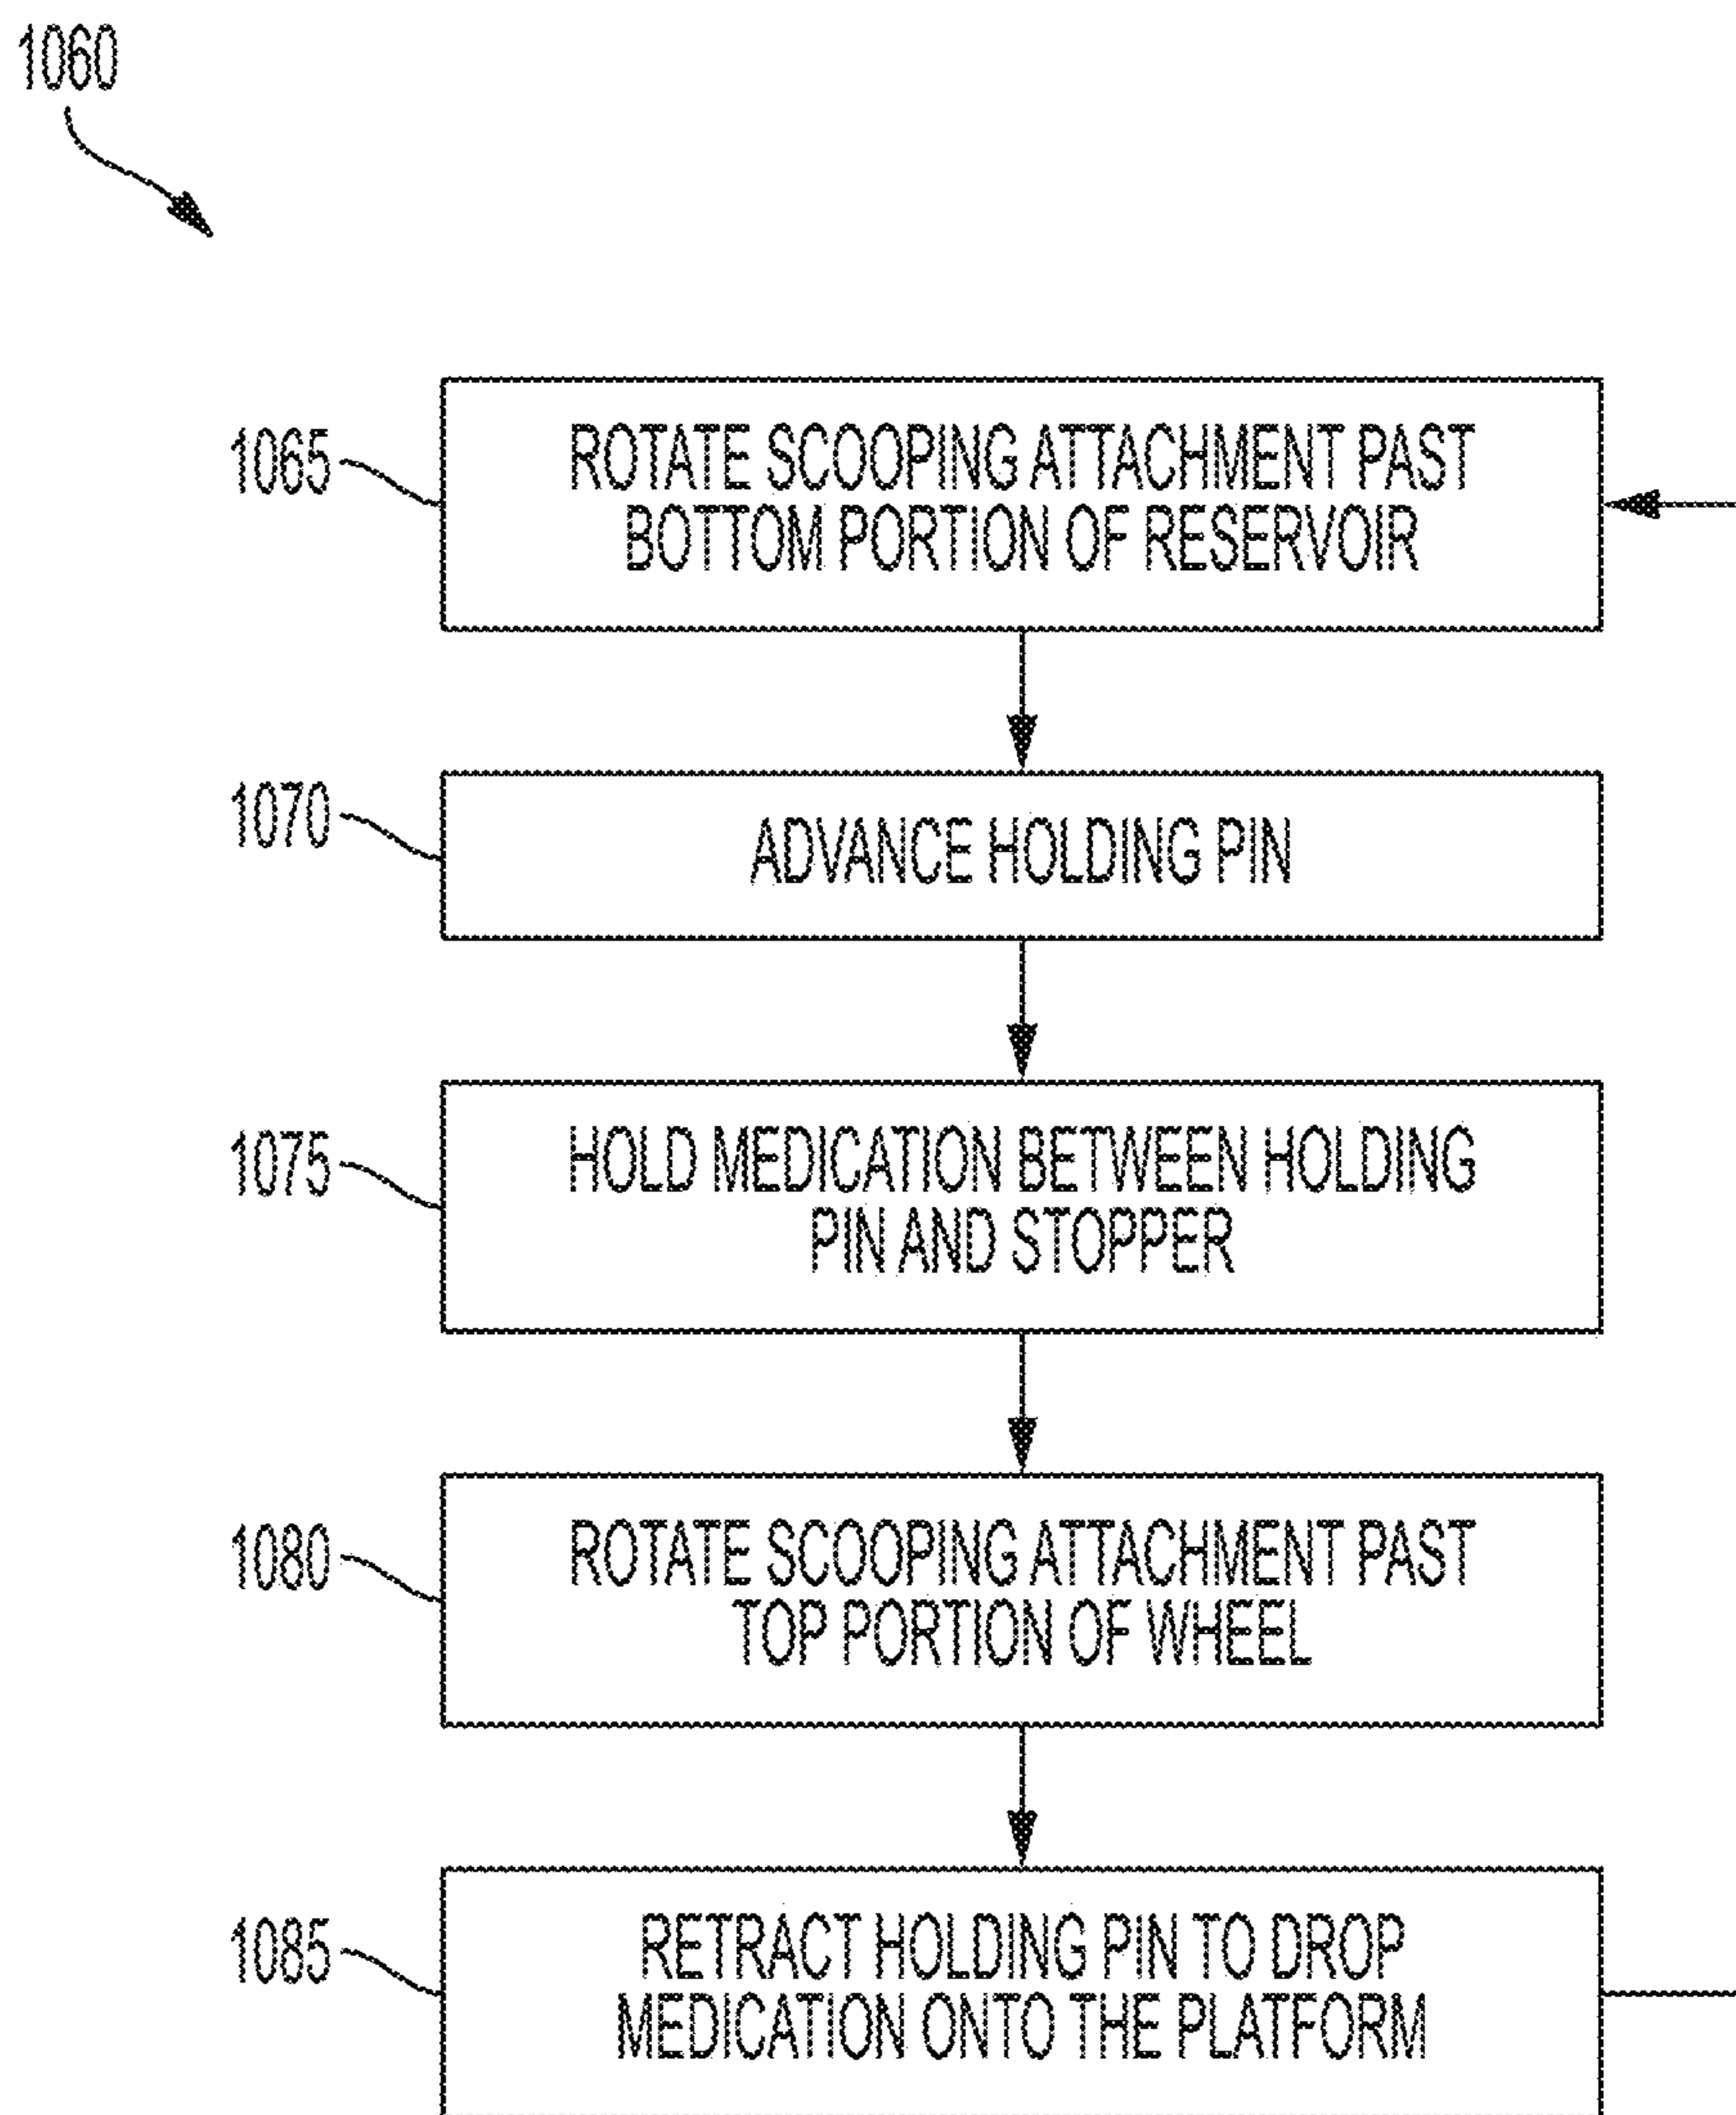 1060
1065
ROTATE SCOOPING ATTACHMENT PAST
BOTTOM PORTION OF RESERVOIR
1070
ADVANCE HOLDING PIN
1075
HOLD MEDICATION BETWEEN HOLDING
PIN AND STOPPER
1080
ROTATE SCOOPING ATTACHMENT PAST
TOP PORTION OF WHEEL
1085
RETRACT HOLDING PIN TO DROP
MEDICATION ONTO THE PLATFORM